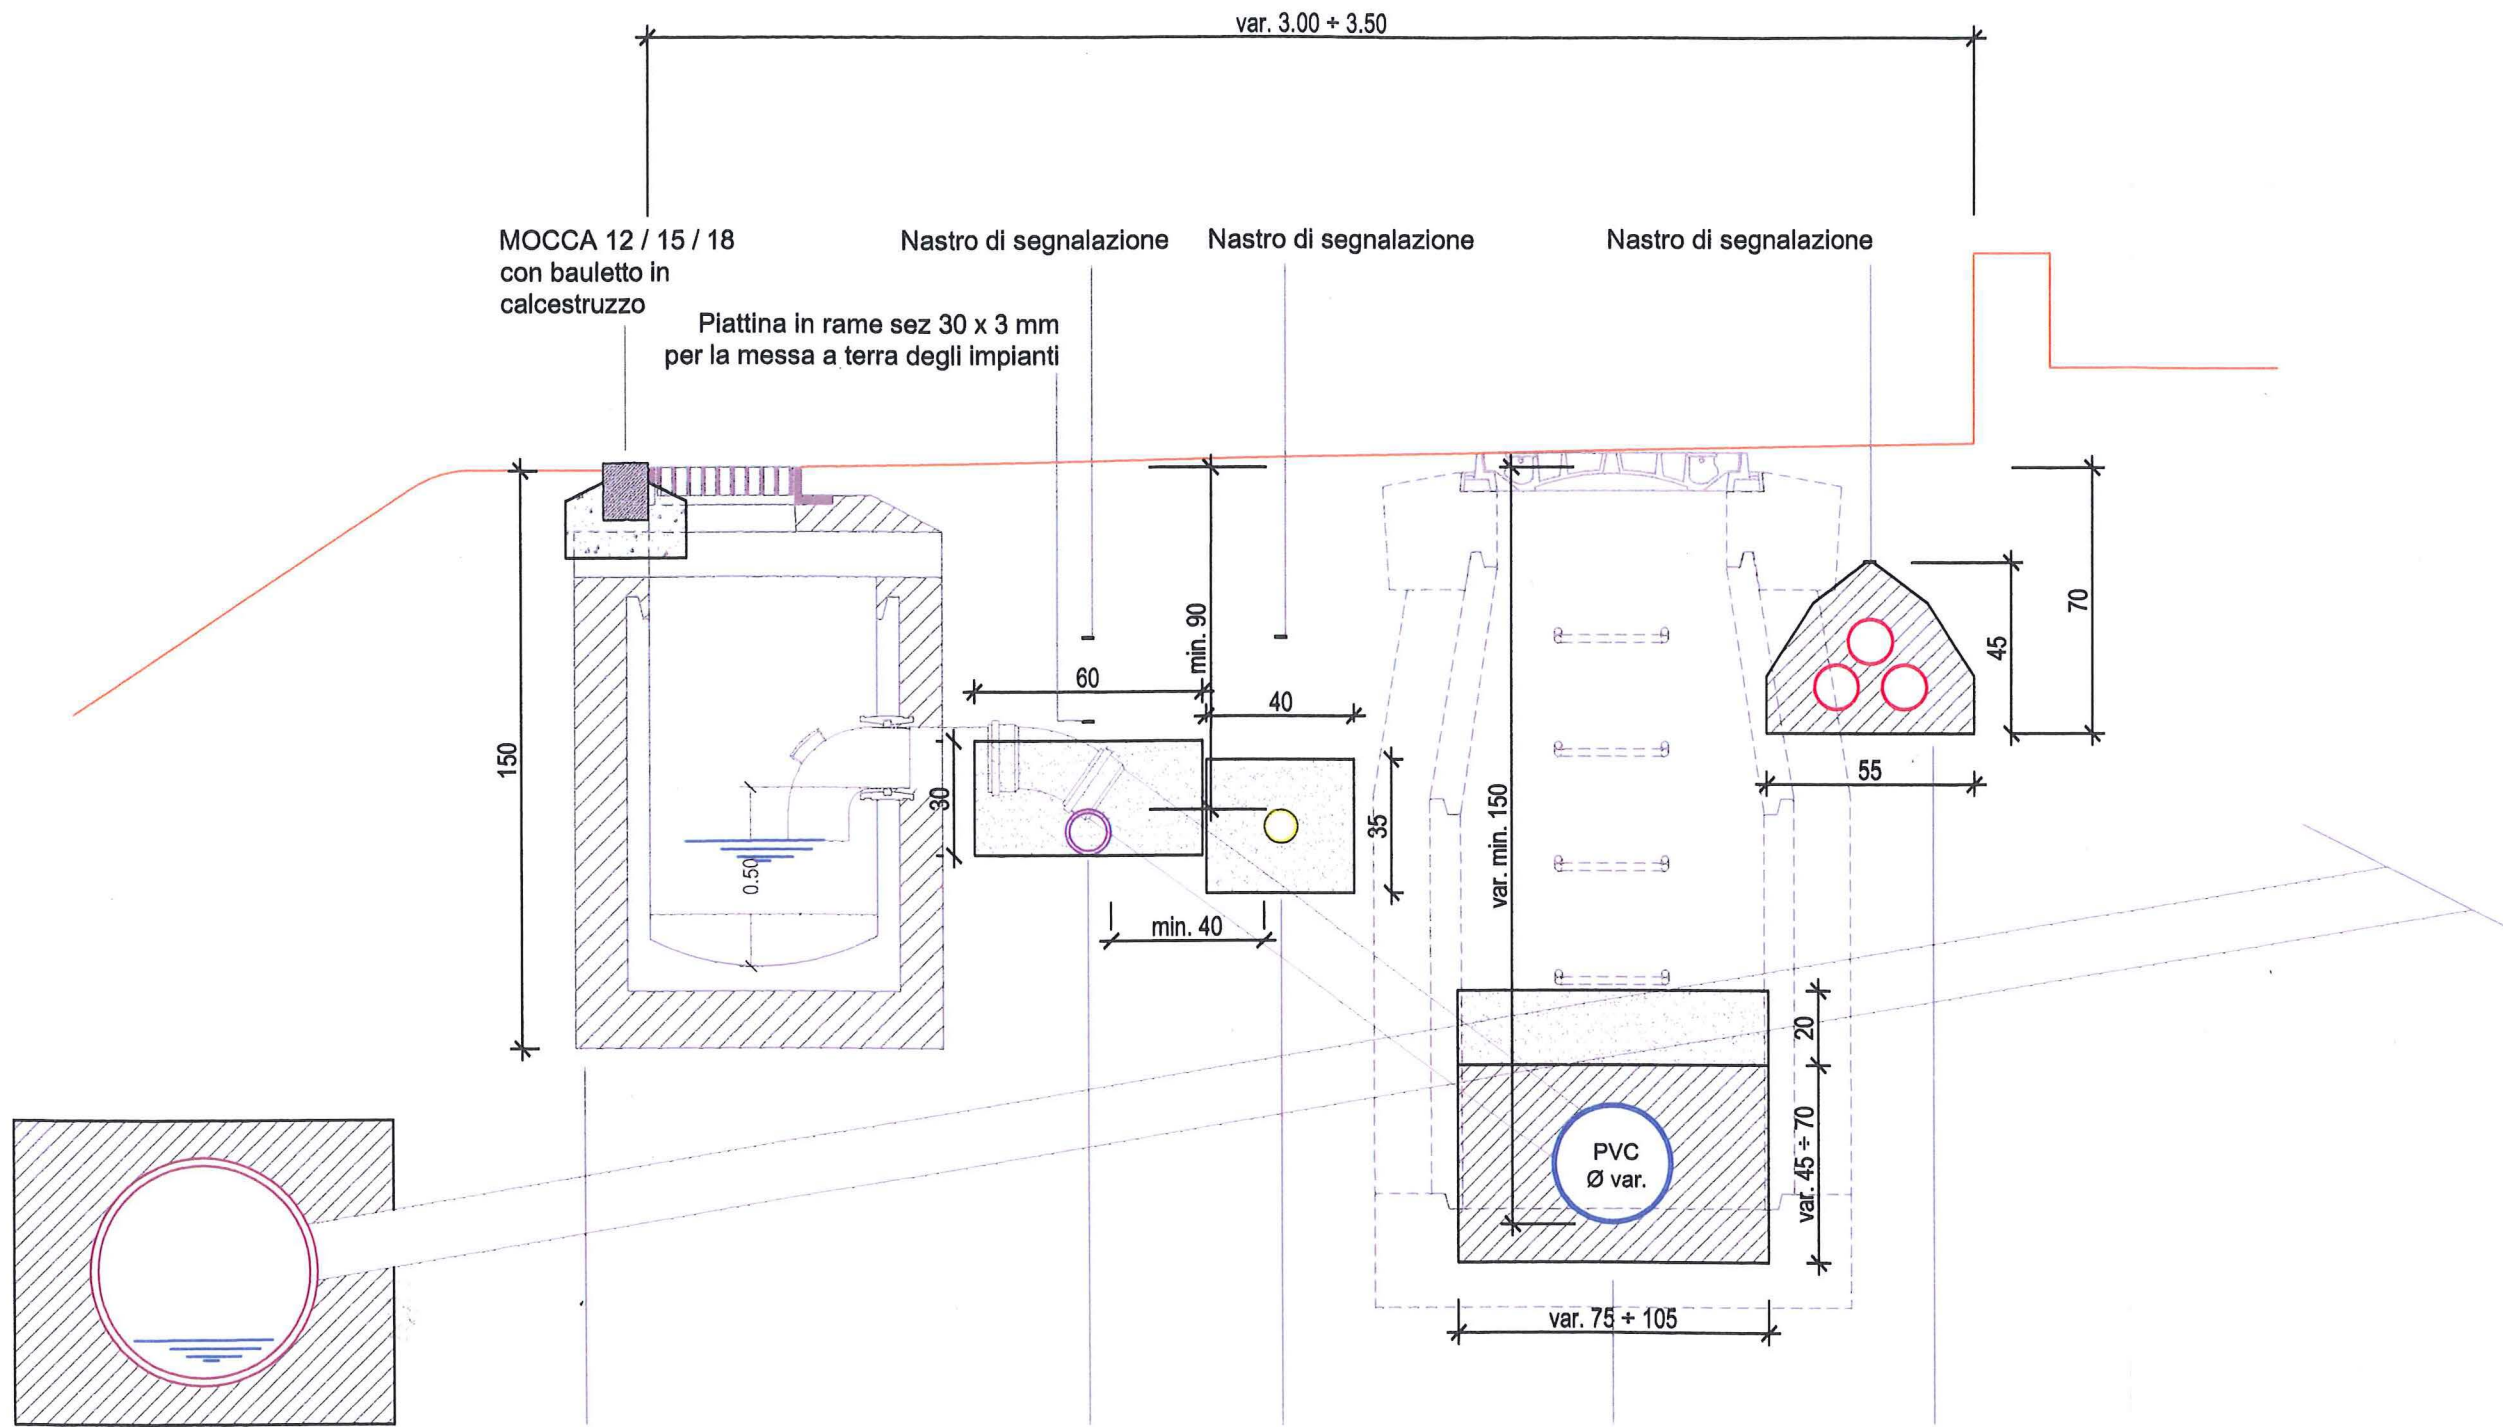 var. 3.00 ÷ 3.50
MOCCA 12 / 15 / 18
con bauletto in
calcestruzzo
Nastro di segnalazione
Nastro di segnalazione
Nastro di segnalazione
Piattina in rame sez 30 x 3 mm
per la messa a terra degli impianti
150
0.50
30
60
min. 90
40
35
min. 40
var. min. 150
70
45
55
20
var. 45 ÷ 70
PVC
Ø var.
var. 75 ÷ 105